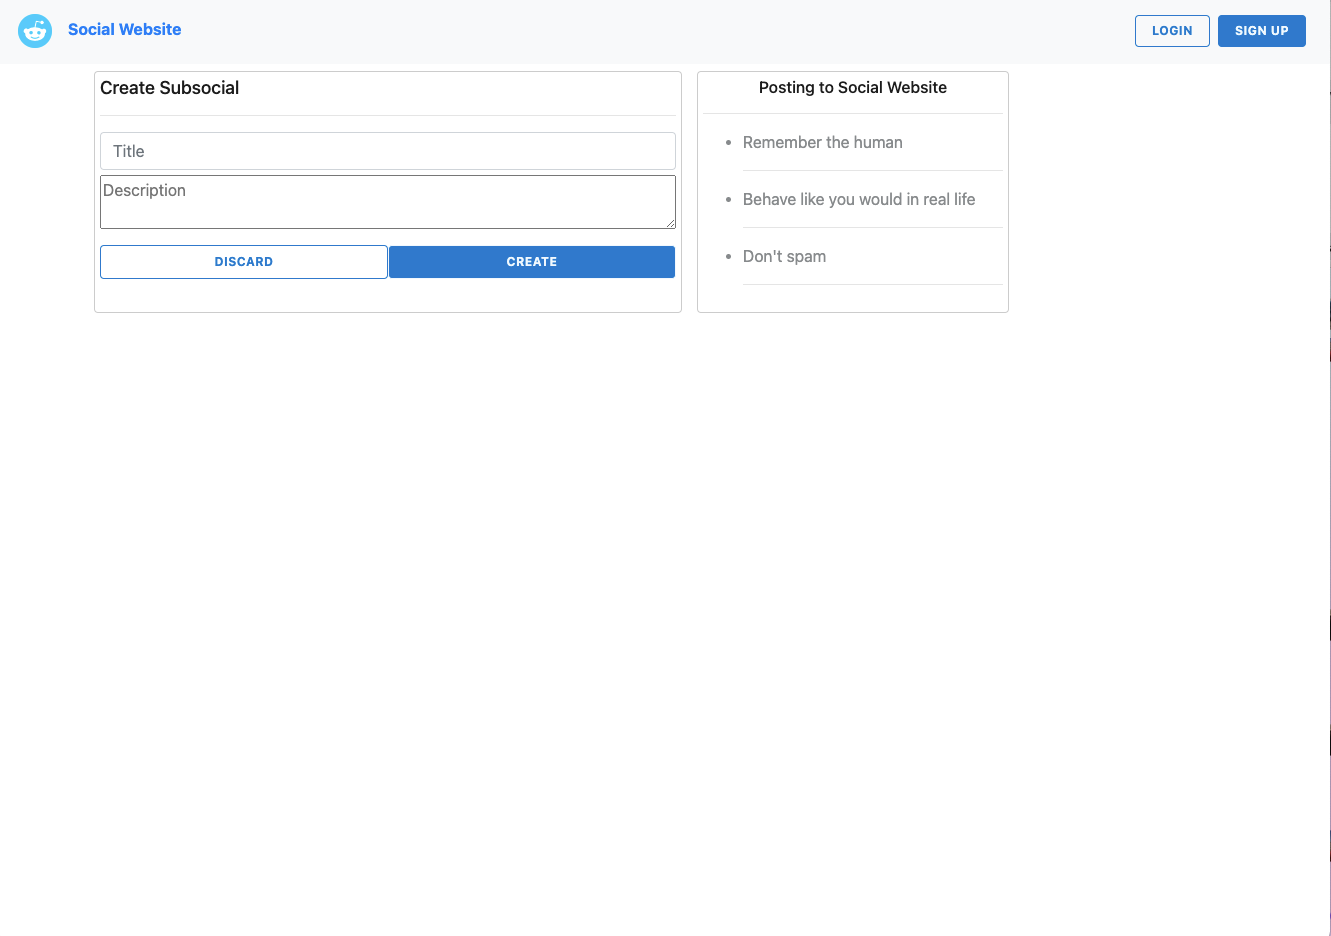 Social Website
LOGIN
SIGN UP
Create Subsocial
Title
Description
DISCARD
CREATE
Posting to Social Website
Remember the human
Behave like you would in real life
Don't spam